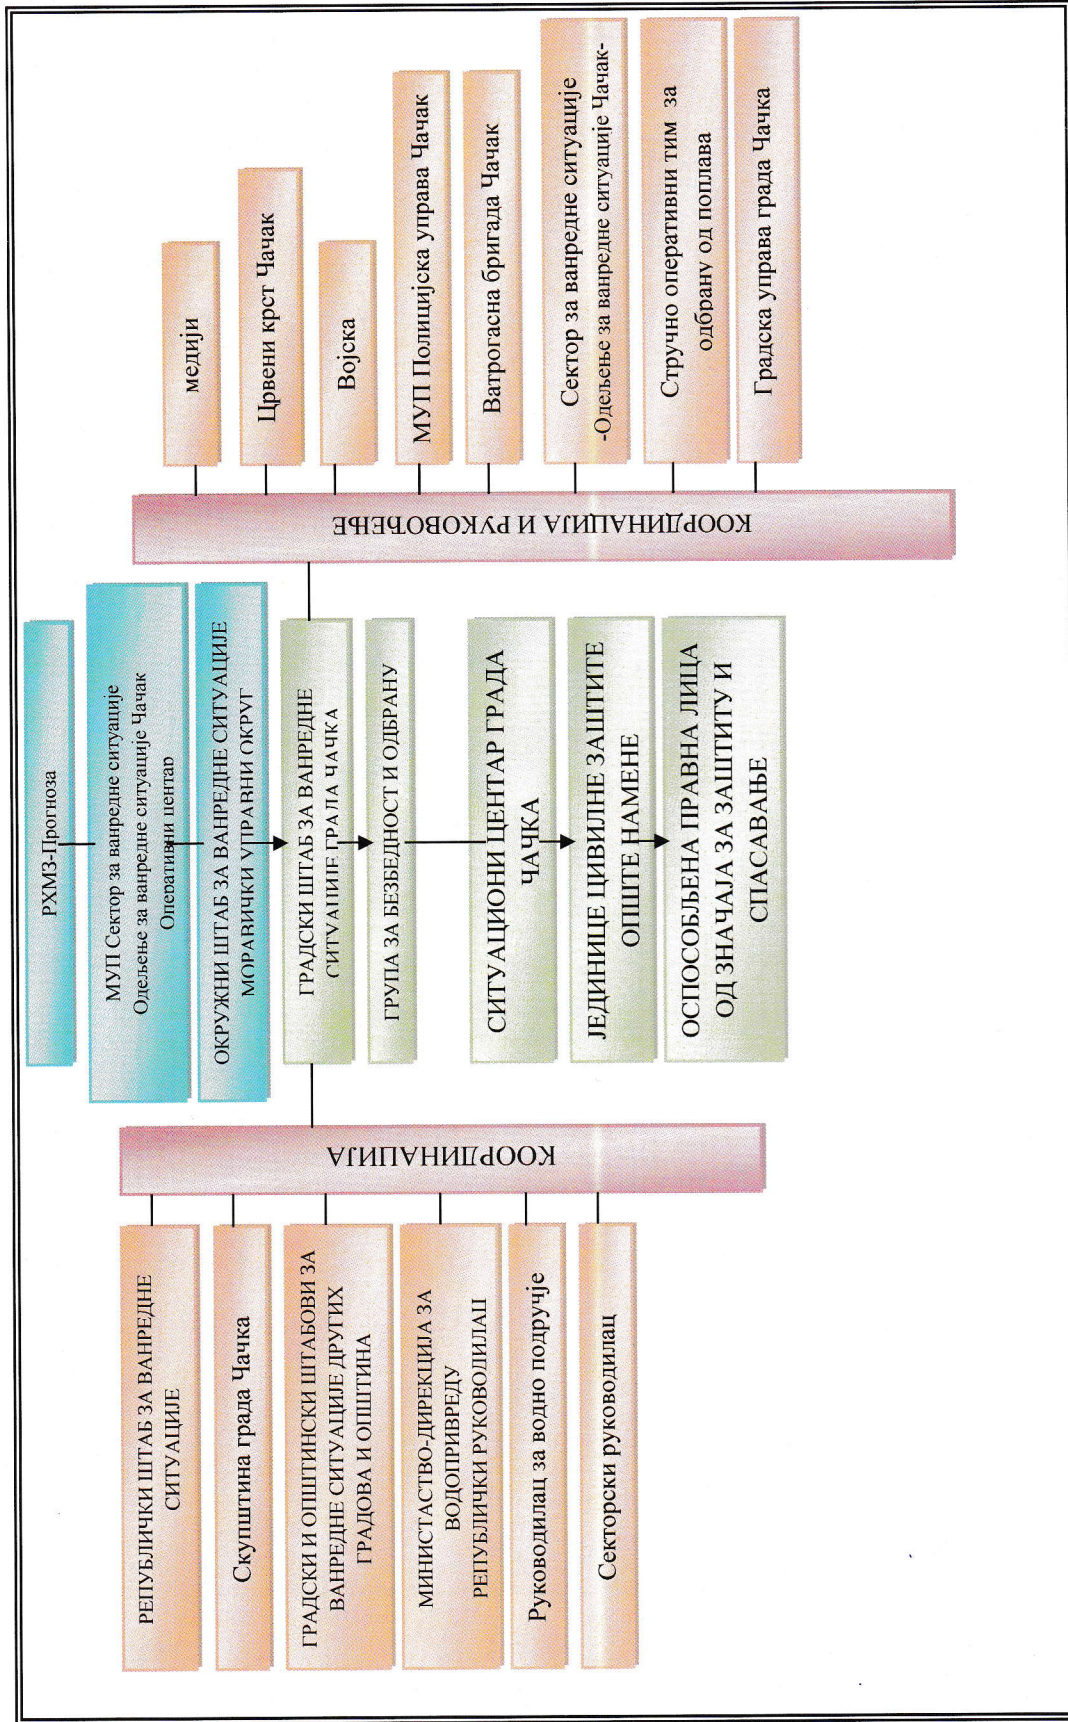 РХМЗ-Прогноза
МУП Сектор за ванредне ситуације
Одељење за ванредне ситуације Чачак
Оперативни центар
ОКРУЖНИ ШТАБ ЗА ВАНРЕДНЕ СИТУАЦИЈЕ
МОРАВИЧКИ УПРАВНИ ОКРУГ
ГРАДСКИ ШТАБ ЗА ВАНРЕДНЕ
СИТУАЦИЈЕ ГРАДА ЧАЧКА
ГРУПА ЗА БЕЗБЕДНОСТ И ОДБРАНУ
СИТУАЦИОНИ ЦЕНТАР ГРАДА
ЧАЧКА
ЈЕДИНИЦЕ ЦИВИЛНЕ ЗАШТИТЕ
ОПШТЕ НАМЕНЕ
ОСПОСОБЉЕНА ПРАВНА ЛИЦА
ОД ЗНАЧАЈА ЗА ЗАШТИТУ И
СПАСАВАЊЕ
КООРДИНАЦИЈА
РЕПУБЛИЧКИ ШТАБ ЗА ВАНРЕДНЕ
СИТУАЦИЈЕ
Скупштина града Чачка
ГРАДСКИ И ОПШТИНСКИ ШТАБОВИ ЗА
ВАНРЕДНЕ СИТУАЦИЈЕ ДРУГИХ
ГРАДОВА И ОПШТИНА
МИНИСТАСТВО-ДИРЕКЦИЈА ЗА
ВОДОПРИВРЕДУ
РЕПУБЛИЧКИ РУКОВОДИЛАЦ
Руководилац за водно подручје
Секторски руководилац
КООРДИНАЦИЈА И РУКОВОЂЕЊЕ
медији
Црвени крст Чачак
Војска
МУП Полицијска управа Чачак
Ватрогасна бригада Чачак
Сектор за ванредне ситуације
-Одељење за ванредне ситуације Чачак-
Стручно оперативни тим за
одбрану од поплава
Градска управа града Чачка